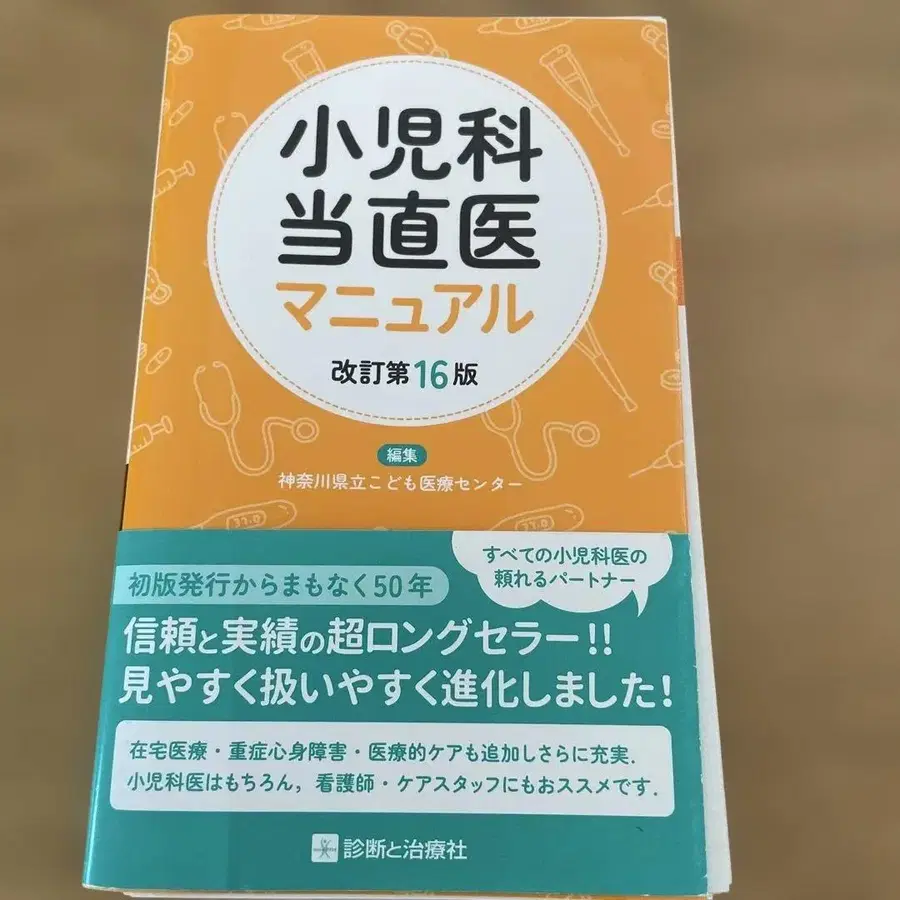 小児科
当直医
マニュアル
改訂第16版
編集
神奈川県立こども医療センター
すべての小児科医の
頼れるパートナー
初版発行からまもなく50年
信頼と実績の超ロングセラー!!
見やすく扱いやすく進化しました!
在宅医療・重症心身障害・医療的ケアも追加しさらに充実.
小児科医はもちろん，看護師・ケアスタッフにもおススメです.
診断と治療社